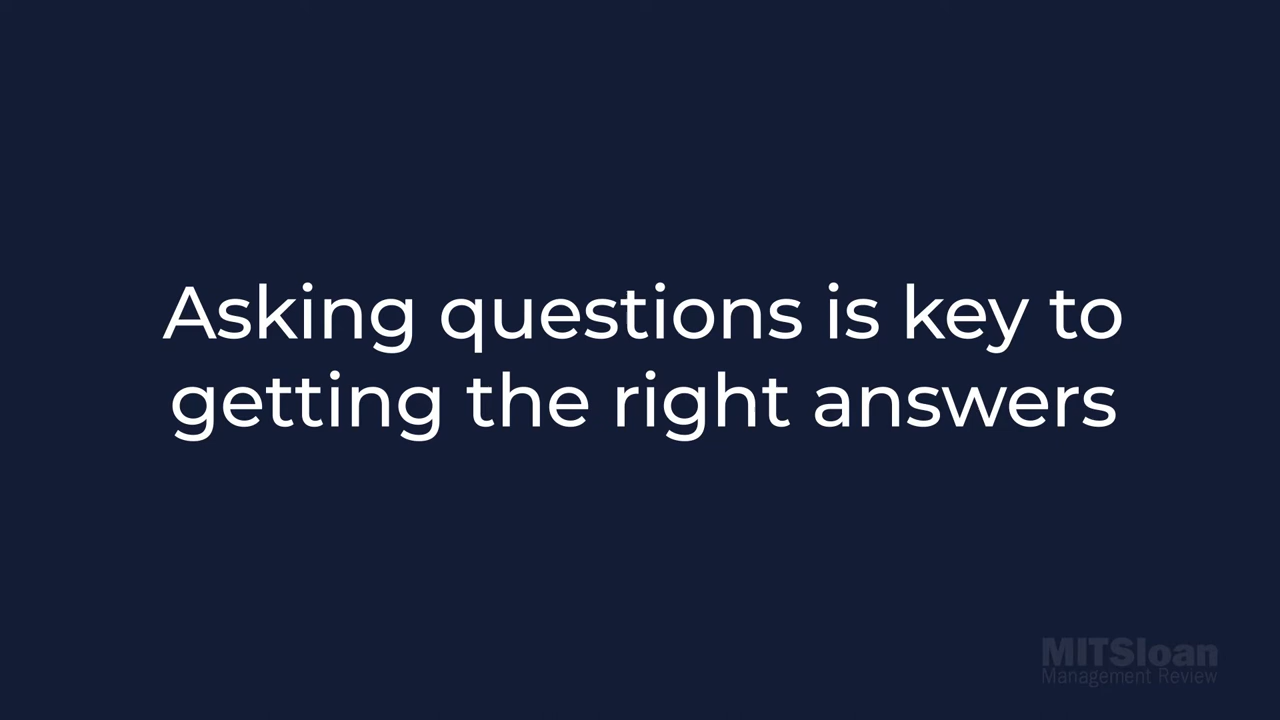 Asking questions is key to
getting the right answers
MITSloan
Management Review